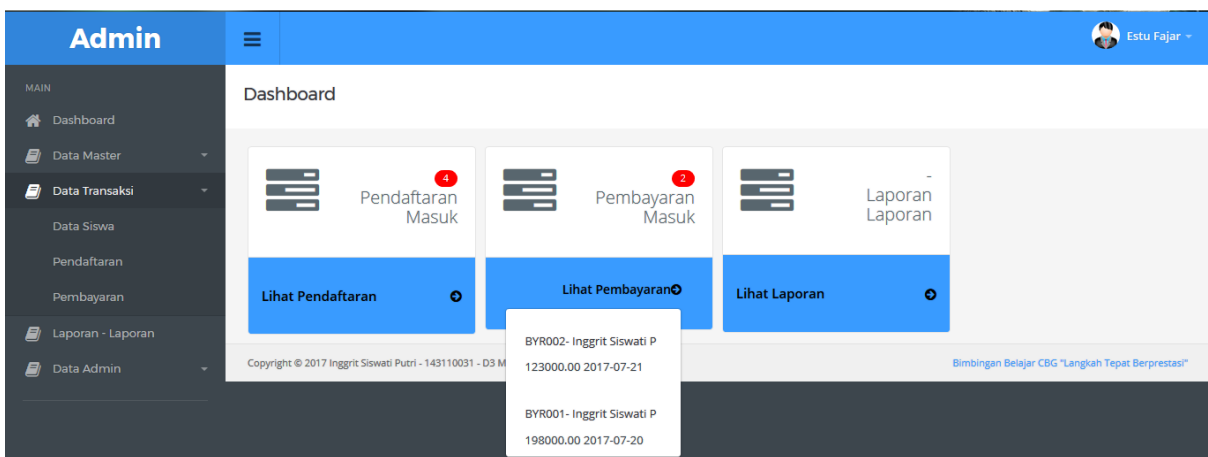 Admin
Estu Fajar
MAIN
Dashboard
Data Master
Data Transaksi
Data Siswa
Pendaftaran
Pembayaran
Laporan - Laporan
Data Admin
Dashboard
4
Pendaftaran
Masuk
Lihat Pendaftaran
2
Pembayaran
Masuk
Lihat Pembayaran
BYR002- Inggrit Siswati P
123000.00 2017-07-21
BYR001- Inggrit Siswati P
198000.00 2017-07-20
-
Laporan
Laporan
Lihat Laporan
Copyright © 2017 Inggrit Siswati Putri - 143110031 - D3 M
Bimbingan Belajar CBG "Langkah Tepat Berprestasi"